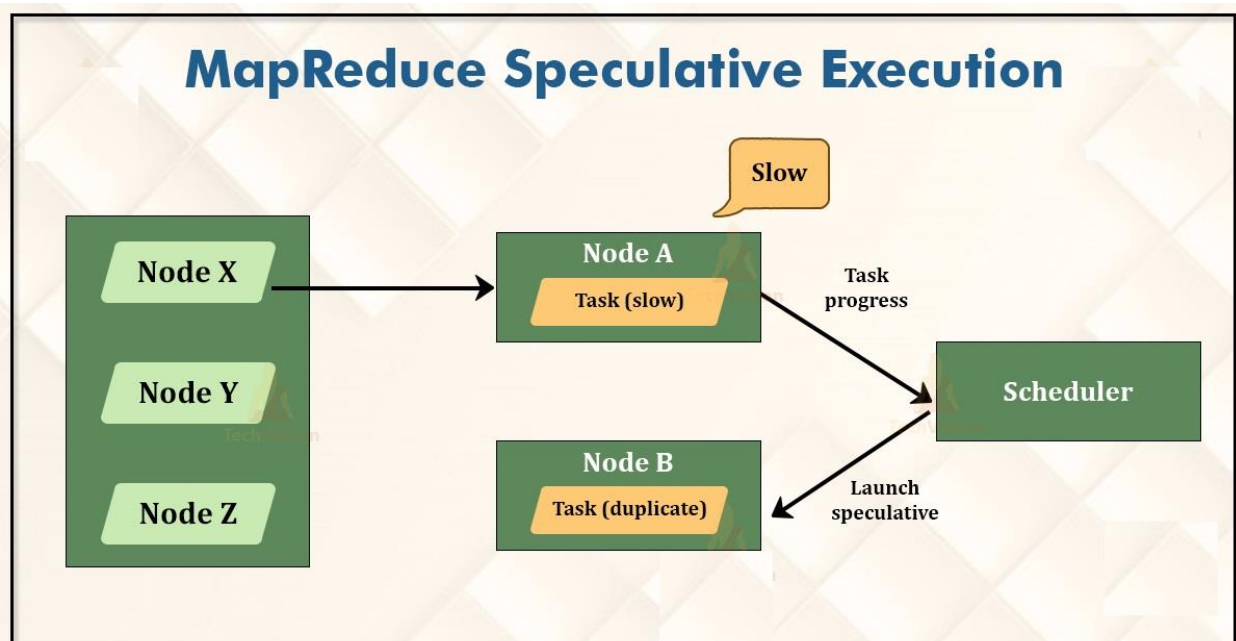 MapReduce Speculative Execution
Slow
Node X
Node Y
Node Z
Node A
Task (slow)
Task
progress
Scheduler
Node B
Task (duplicate)
Launch
speculative